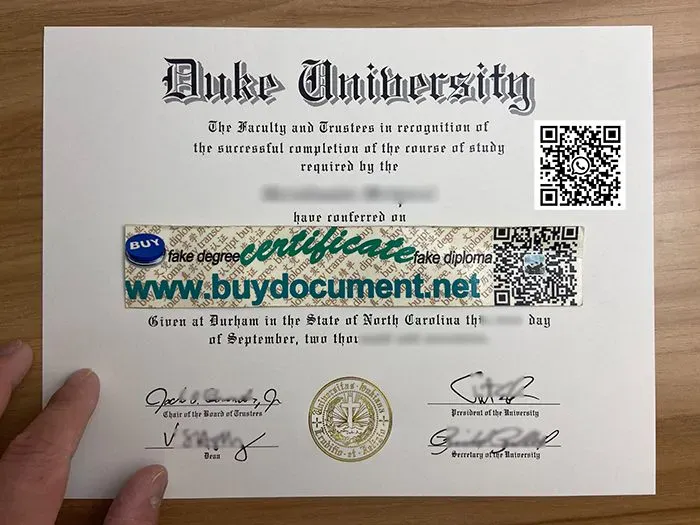 Duke University
The Faculty and Trustees in recognition of
the successful completion of the course of study
required by the
have conferred on
BUY
fake degree certificate fake diploma
www.buydocument.net
Given at Durham in the State of North Carolina this day
of September, two
Chair of the Board of Trustees
President of the University
Dean
Secretary of the University